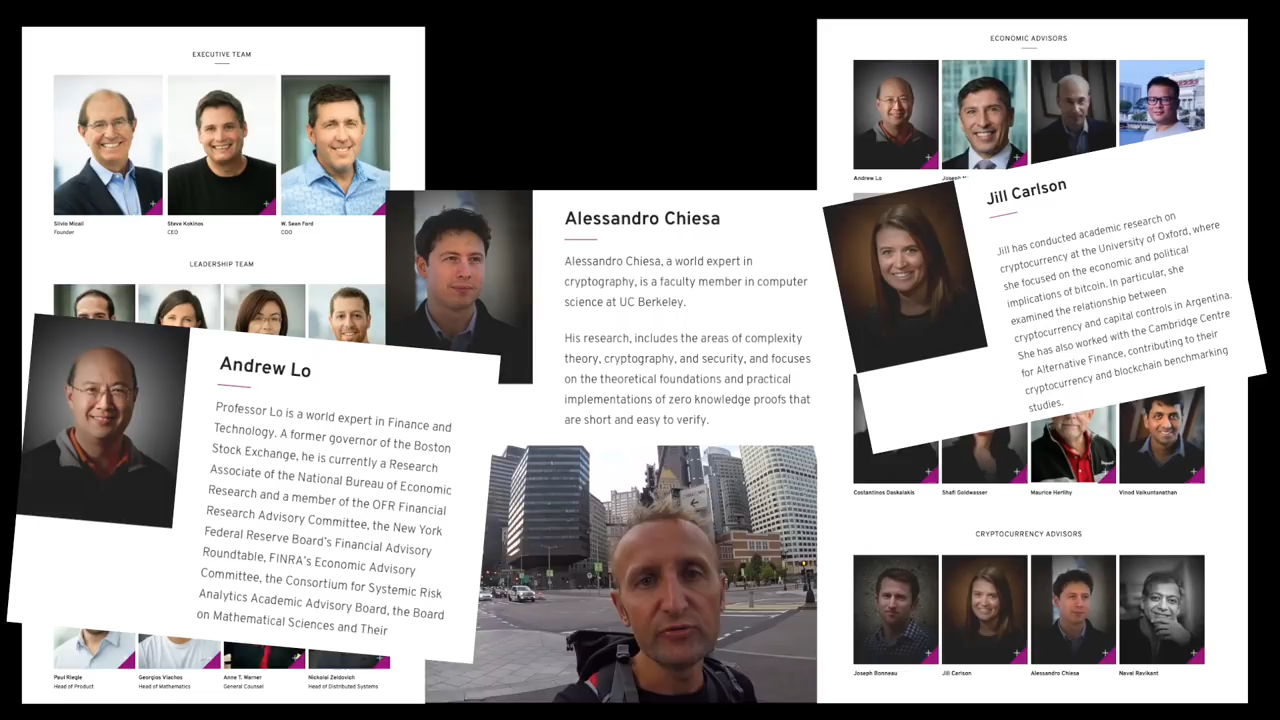 EXECUTIVE TEAM
Silvio Micali
Founder
Steve Kokinos
CEO
W. Sean Ford
COO
LEADERSHIP TEAM
Andrew Lo
Professor Lo is a world expert in Finance and
Technology. A former governor of the Boston
Stock Exchange, he is currently a Research
Associate of the National Bureau of Economic
Research and a member of the OFR Financial
Research Advisory Committee, the New York
Federal Reserve Board's Financial Advisory
Roundtable, FINRA's Economic Advisory
Committee, the Consortium for Systemic Risk
Analytics Academic Advisory Board, the Board
on Mathematical Sciences and Their
Paul Riegle
Head of Product
Georgios Vlachos
Head of Mathematics
Anne T. Warner
General Counsel
Nickolai Zeldovich
Head of Distributed Systems
Alessandro Chiesa
Alessandro Chiesa, a world expert in
cryptography, is a faculty member in computer
science at UC Berkeley.
His research, includes the areas of complexity
theory, cryptography, and security, and focuses
on the theoretical foundations and practical
implementations of zero knowledge proofs that
are short and easy to verify.
ECONOMIC ADVISORS
Andrew Lo
Joseph
Jill Carlson
Jill has conducted academic research on
cryptocurrency at the University of Oxford, where
she focused on the economic and political
implications of bitcoin. In particular, she
examined the relationship between
cryptocurrency and capital controls in Argentina.
She has also worked with the Cambridge Centre
for Alternative Finance, contributing to their
cryptocurrency and blockchain benchmarking
studies.
Costantinos Daskalakis
Shafi Goldwasser
Maurice Herlihy
Vinod Vaikuntanathan
CRYPTOCURRENCY ADVISORS
Joseph Bonneau
Jill Carlson
Alessandro Chiesa
Naval Ravikant